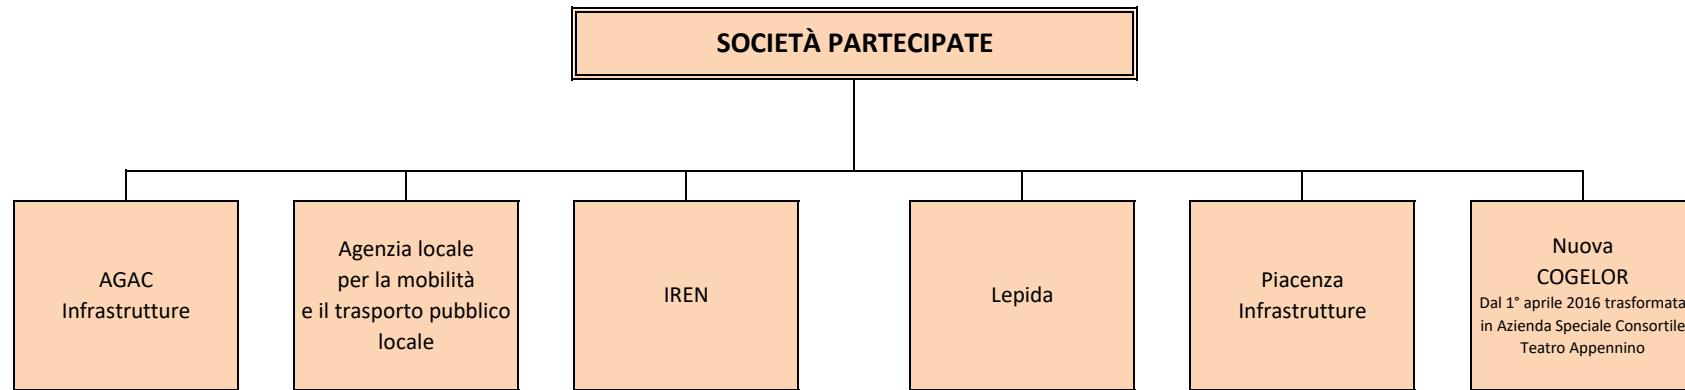 SOCIETÀ PARTECIPATE
AGAC
Infrastrutture
Agenzia locale
per la mobilità
e il trasporto pubblico
locale
IREN
Lepida
Piacenza
Infrastrutture
Nuova
COGELOR
Dal 1° aprile 2016 trasformata
in Azienda Speciale Consortile
Teatro Appennino